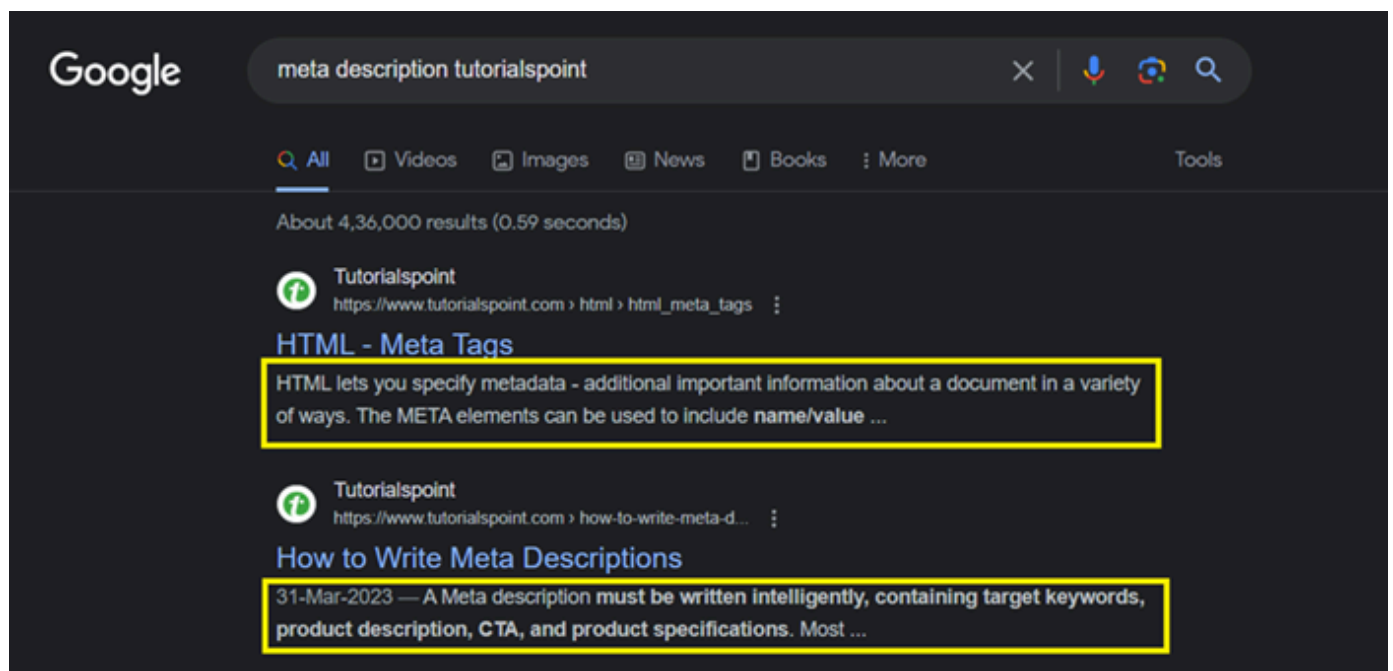 Google
meta description tutorialspoint
All Videos Images News Books More Tools
About 4,36,000 results (0.59 seconds)
Tutorialspoint
https://www.tutorialspoint.com › html › html_meta_tags
HTML - Meta Tags
HTML lets you specify metadata - additional important information about a document in a variety
of ways. The META elements can be used to include name/value ...
Tutorialspoint
https://www.tutorialspoint.com › how-to-write-meta-d...
How to Write Meta Descriptions
31-Mar-2023 — A Meta description must be written intelligently, containing target keywords,
product description, CTA, and product specifications. Most ...